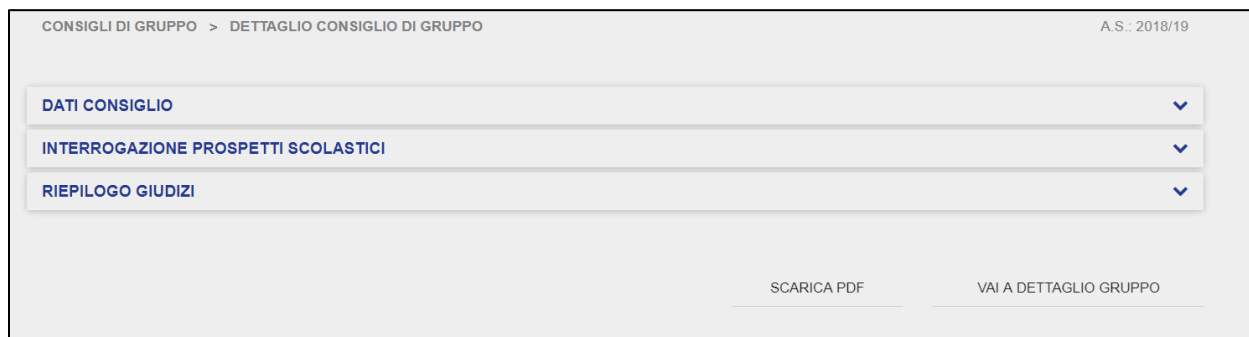 CONSIGLI DI GRUPPO > DETTAGLIO CONSIGLIO DI GRUPPO A.S.: 2018/19
DATI CONSIGLIO
INTERROGAZIONE PROSPETTI SCOLASTICI
RIEPILOGO GIUDIZI
SCARICA PDF VAI A DETTAGLIO GRUPPO